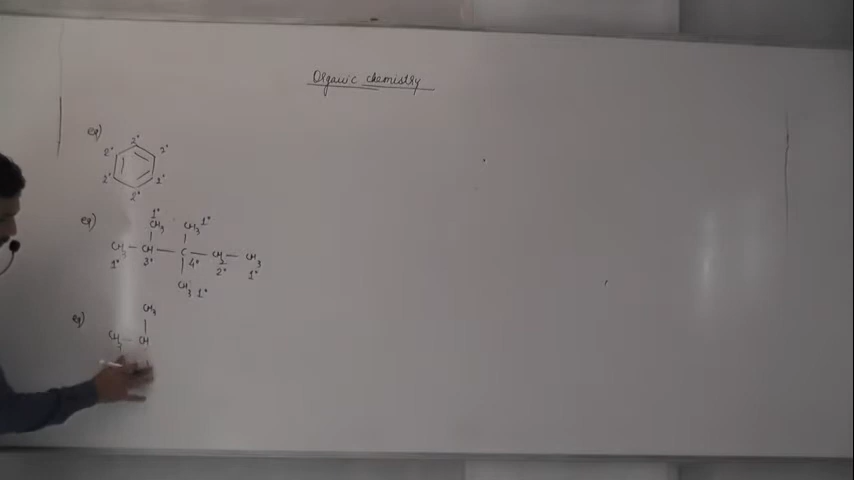 Organic chemistry
eg)
2° 2° 2° 2° 2°
eg)
1° 1°
CH3 CH3
CH3 – CH – C – CH2 – CH3
1° 3° 4° 2° 1°
CH3 1°
eg)
CH3
CH3 – CH